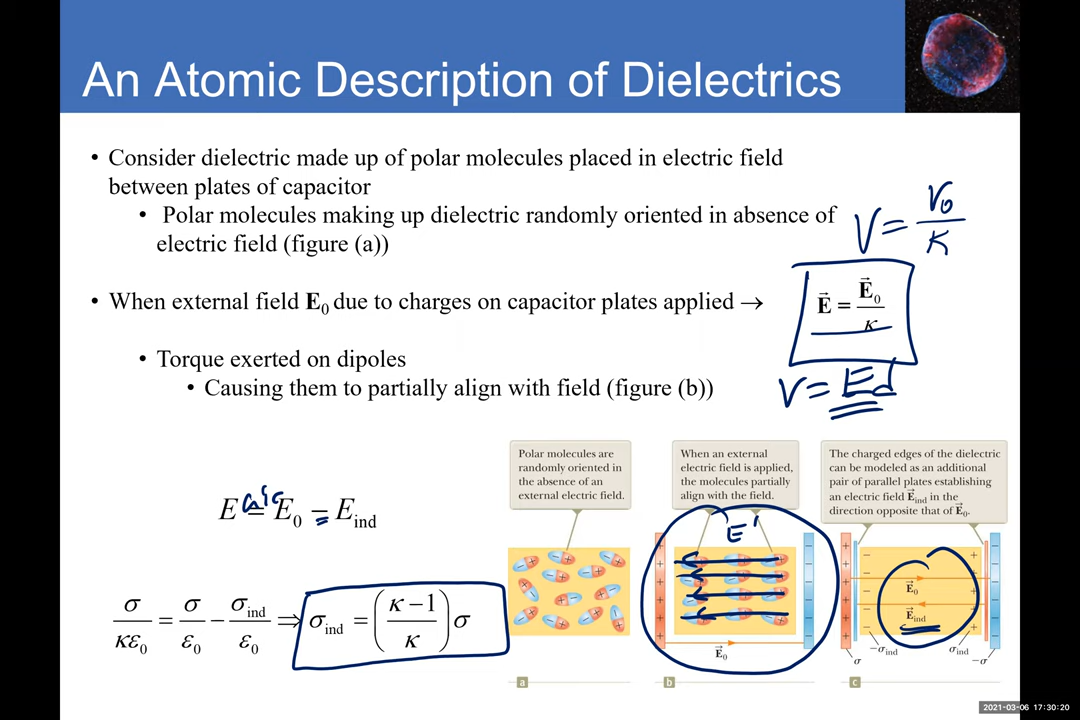 An Atomic Description of Dielectrics
• Consider dielectric made up of polar molecules placed in electric field
between plates of capacitor
• Polar molecules making up dielectric randomly oriented in absence of
electric field (figure (a))
V = V₀/κ
• When external field E₀ due to charges on capacitor plates applied →
E⃗ = E⃗₀/κ
• Torque exerted on dipoles
• Causing them to partially align with field (figure (b))
V = Ed
E = E₀ − E_ind
σ/(κε₀) = σ/ε₀ − σ_ind/ε₀ ⇒ σ_ind = ((κ − 1)/κ)σ
Polar molecules are
randomly oriented in
the absence of an
external electric field.
a
When an external
electric field is applied,
the molecules partially
align with the field.
E'
E⃗₀
b
The charged edges of the dielectric
can be modeled as an additional
pair of parallel plates establishing
an electric field E⃗_ind in the
direction opposite that of E⃗₀.
E⃗₀
E⃗_ind
−σ_ind σ_ind
σ −σ
c
2021-03-06 17:30:20